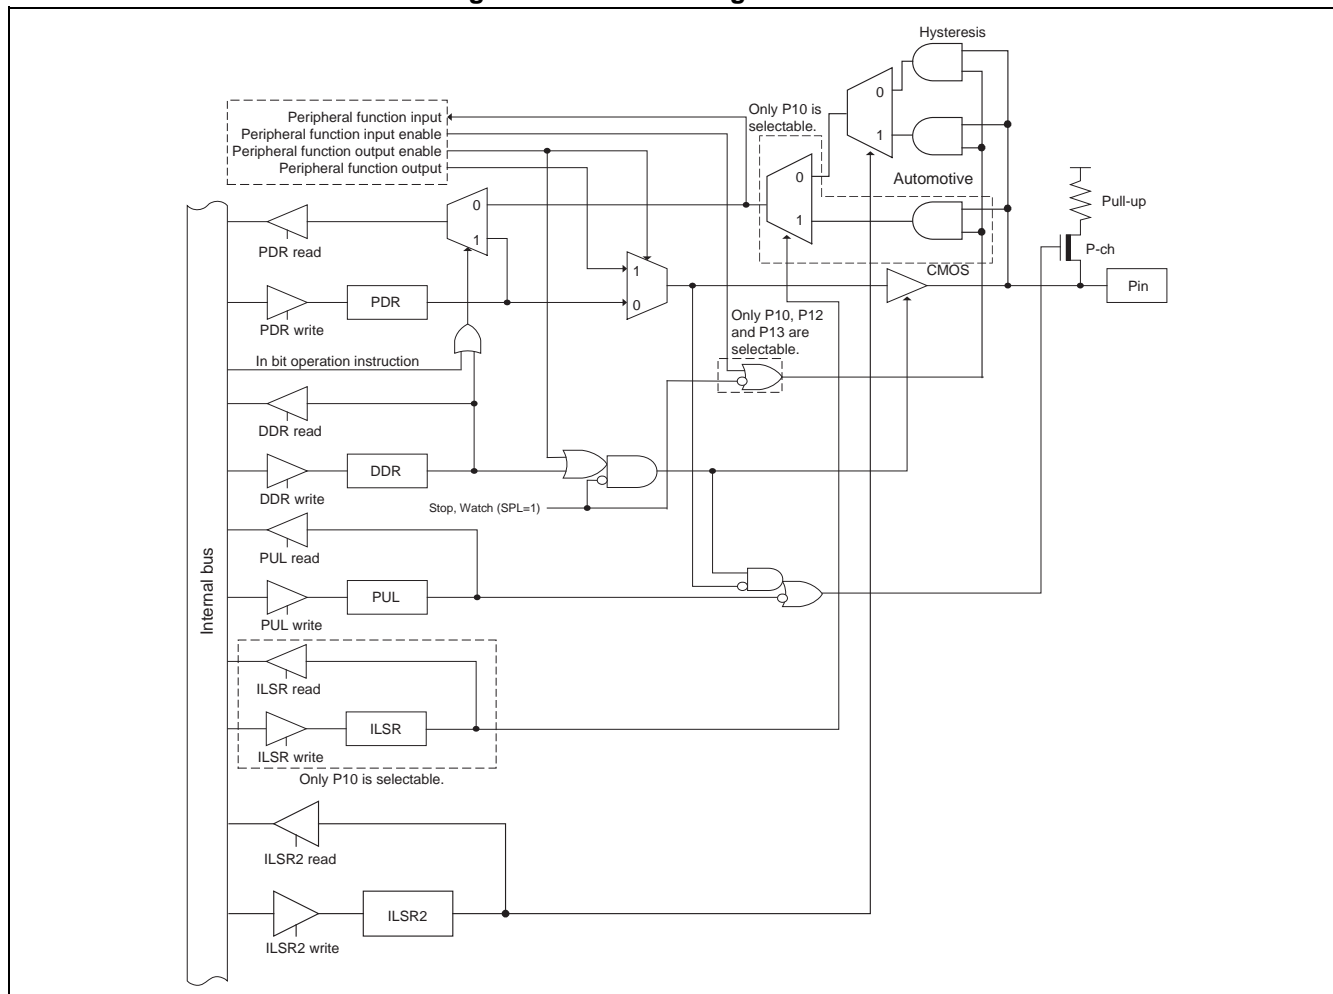 Hysteresis
0
1
Only P10 is
selectable.
Peripheral function input
Peripheral function input enable
Peripheral function output enable
Peripheral function output
0
1
Automotive
Pull-up
P-ch
CMOS
Pin
0
1
PDR read
1
0
PDR
PDR write
Only P10, P12
and P13 are
selectable.
In bit operation instruction
DDR read
DDR
DDR write
Stop, Watch (SPL=1)
PUL read
PUL
PUL write
Internal bus
ILSR read
ILSR
ILSR write
Only P10 is selectable.
ILSR2 read
ILSR2
ILSR2 write